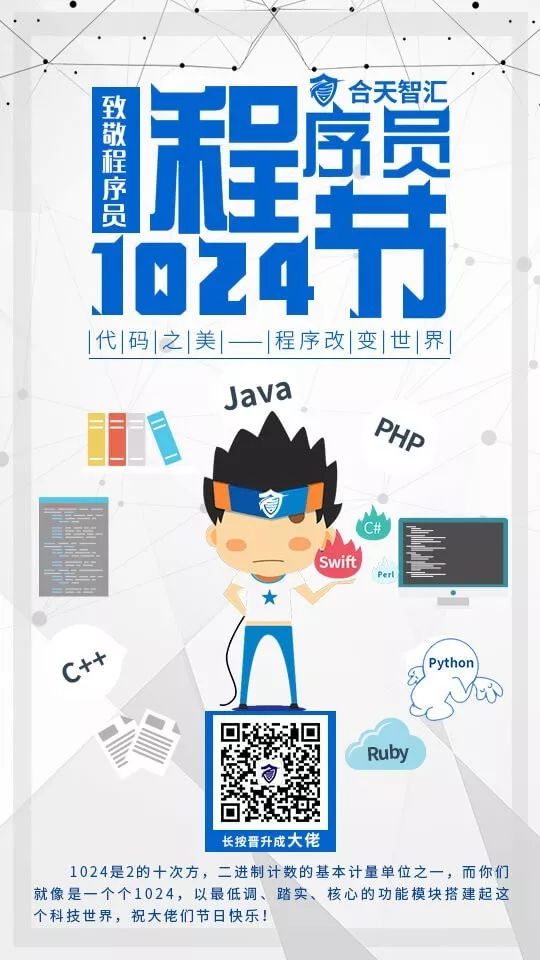 合天智汇
致敬程序员
程序员节
1024
代码之美——程序改变世界
Java
PHP
C#
Swift
Perl
C++
Python
Ruby
长按晋升成大佬
1024是2的十次方，二进制计数的基本计量单位之一，而你们
就像是一个个1024，以最低调、踏实、核心的功能模块搭建起这
个科技世界，祝大佬们节日快乐！